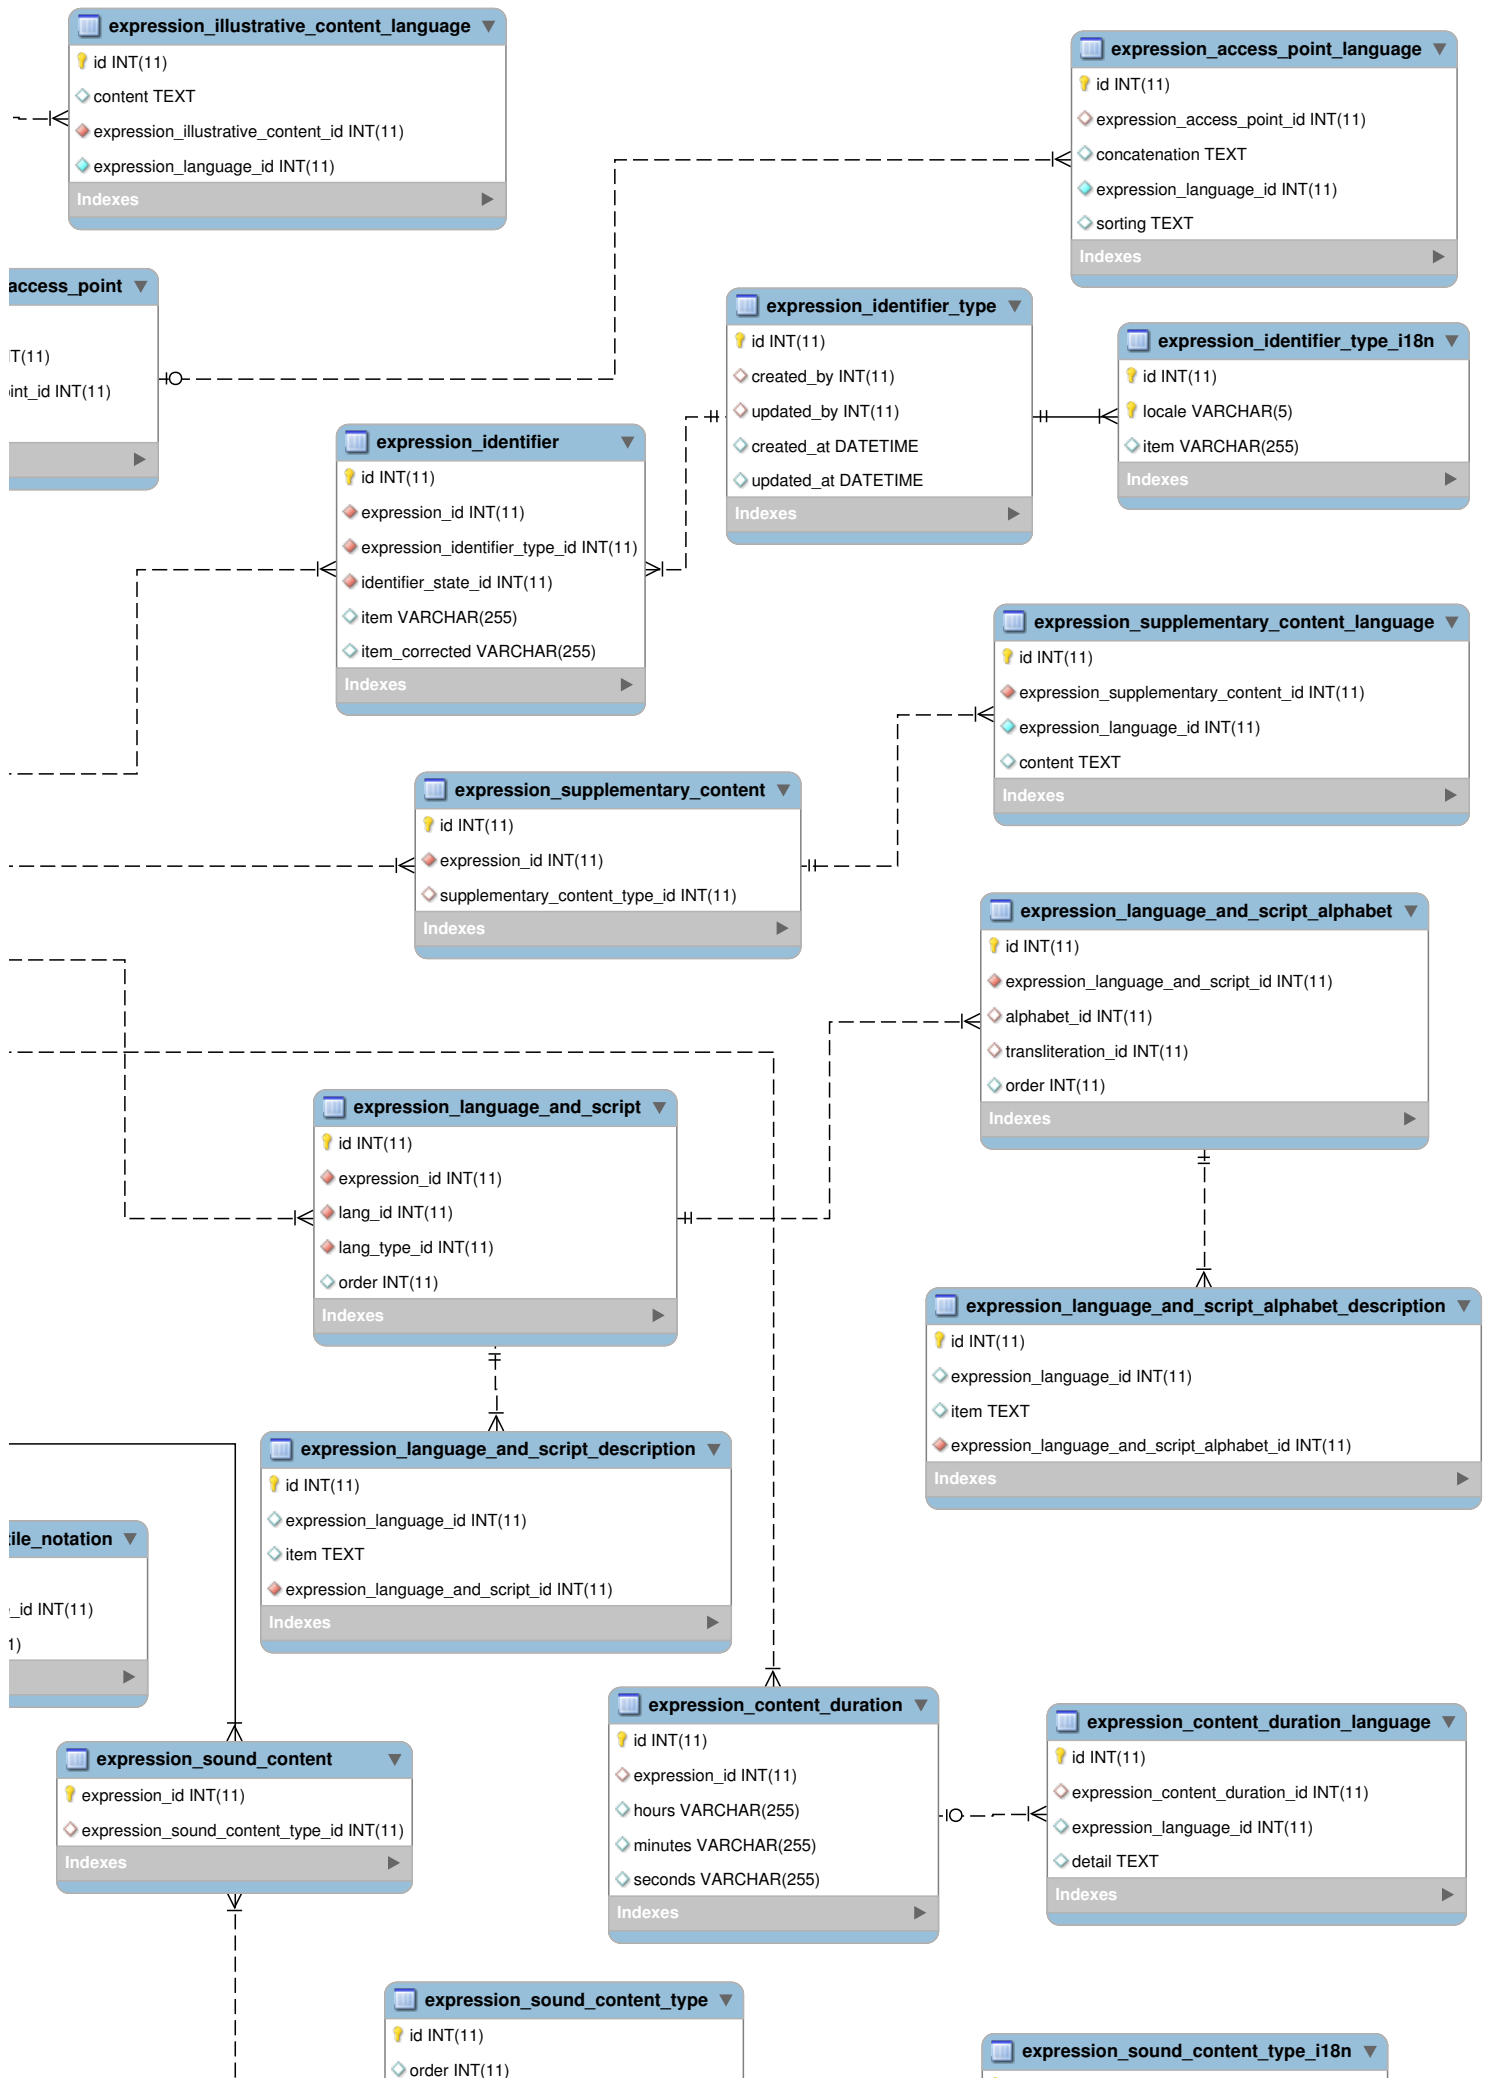 expression_illustrative_content_language
id INT(11)
content TEXT
expression_illustrative_content_id INT(11)
expression_language_id INT(11)
Indexes
expression_access_point_language
id INT(11)
expression_access_point_id INT(11)
concatenation TEXT
expression_language_id INT(11)
sorting TEXT
Indexes
access_point
T(11)
int_id INT(11)
expression_identifier_type
id INT(11)
created_by INT(11)
updated_by INT(11)
created_at DATETIME
updated_at DATETIME
Indexes
expression_identifier_type_i18n
id INT(11)
locale VARCHAR(5)
item VARCHAR(255)
Indexes
expression_identifier
id INT(11)
expression_id INT(11)
expression_identifier_type_id INT(11)
identifier_state_id INT(11)
item VARCHAR(255)
item_corrected VARCHAR(255)
Indexes
expression_supplementary_content_language
id INT(11)
expression_supplementary_content_id INT(11)
expression_language_id INT(11)
content TEXT
Indexes
expression_supplementary_content
id INT(11)
expression_id INT(11)
supplementary_content_type_id INT(11)
Indexes
expression_language_and_script_alphabet
id INT(11)
expression_language_and_script_id INT(11)
alphabet_id INT(11)
transliteration_id INT(11)
order INT(11)
Indexes
expression_language_and_script
id INT(11)
expression_id INT(11)
lang_id INT(11)
lang_type_id INT(11)
order INT(11)
Indexes
expression_language_and_script_alphabet_description
id INT(11)
expression_language_id INT(11)
item TEXT
expression_language_and_script_alphabet_id INT(11)
Indexes
expression_language_and_script_description
id INT(11)
expression_language_id INT(11)
item TEXT
expression_language_and_script_id INT(11)
Indexes
tile_notation
_id INT(11)
1)
expression_sound_content
expression_id INT(11)
expression_sound_content_type_id INT(11)
Indexes
expression_content_duration
id INT(11)
expression_id INT(11)
hours VARCHAR(255)
minutes VARCHAR(255)
seconds VARCHAR(255)
Indexes
expression_content_duration_language
id INT(11)
expression_content_duration_id INT(11)
expression_language_id INT(11)
detail TEXT
Indexes
expression_sound_content_type
id INT(11)
order INT(11)
expression_sound_content_type_i18n